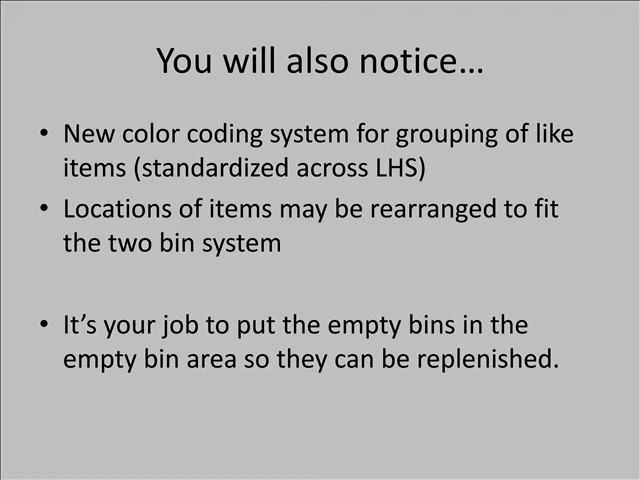 You will also notice…
• New color coding system for grouping of like
items (standardized across LHS)
• Locations of items may be rearranged to fit
the two bin system
• It's your job to put the empty bins in the
empty bin area so they can be replenished.